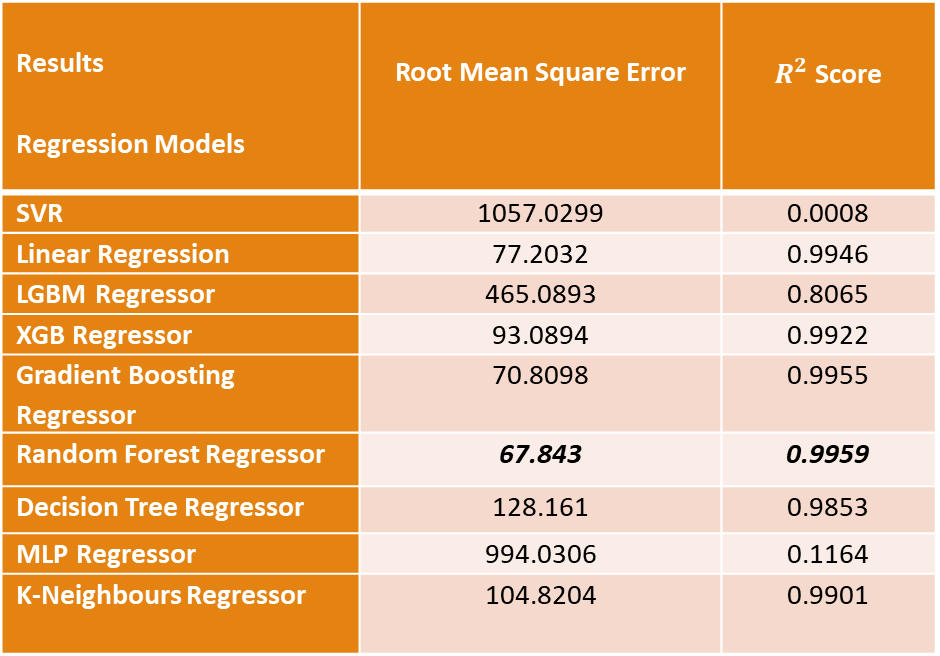 Results
Regression Models
Root Mean Square Error
R² Score
SVR 1057.0299 0.0008
Linear Regression 77.2032 0.9946
LGBM Regressor 465.0893 0.8065
XGB Regressor 93.0894 0.9922
Gradient Boosting 70.8098 0.9955
Regressor
Random Forest Regressor 67.843 0.9959
Decision Tree Regressor 128.161 0.9853
MLP Regressor 994.0306 0.1164
K-Neighbours Regressor 104.8204 0.9901